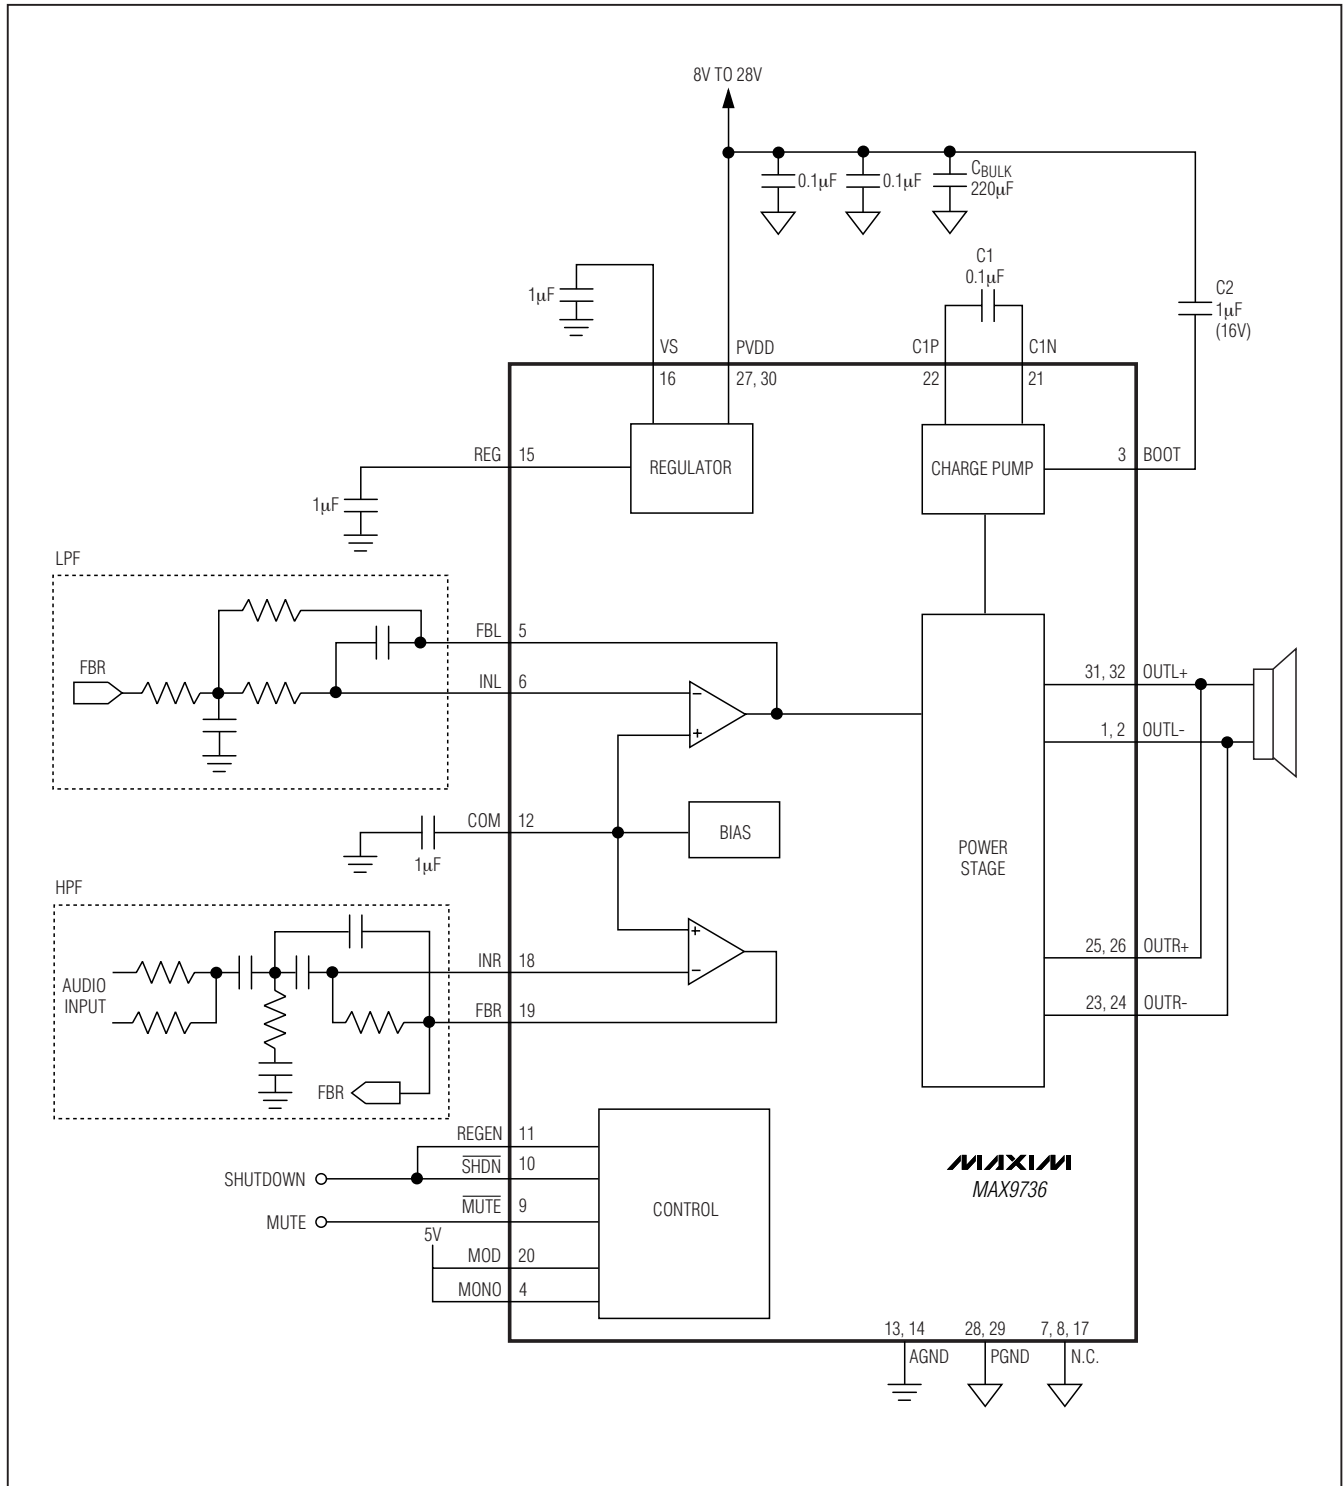 8V TO 28V
0.1µF
0.1µF
CBULK
220µF
C1
0.1µF
1µF
C2
1µF
(16V)
VS
PVDD
C1P
C1N
16
27, 30
22
21
REG
15
REGULATOR
CHARGE PUMP
3
BOOT
1µF
LPF
FBL
5
FBR
INL
6
31, 32
OUTL+
1, 2
OUTL-
COM
12
BIAS
1µF
POWER
STAGE
HPF
AUDIO
INPUT
INR
18
FBR
19
25, 26
OUTR+
23, 24
OUTR-
FBR
REGEN
11
SHUTDOWN
SHDN
10
MUTE
MUTE
9
CONTROL
5V
MOD
20
MONO
4
MAXIM
MAX9736
13, 14
28, 29
7, 8, 17
AGND
PGND
N.C.